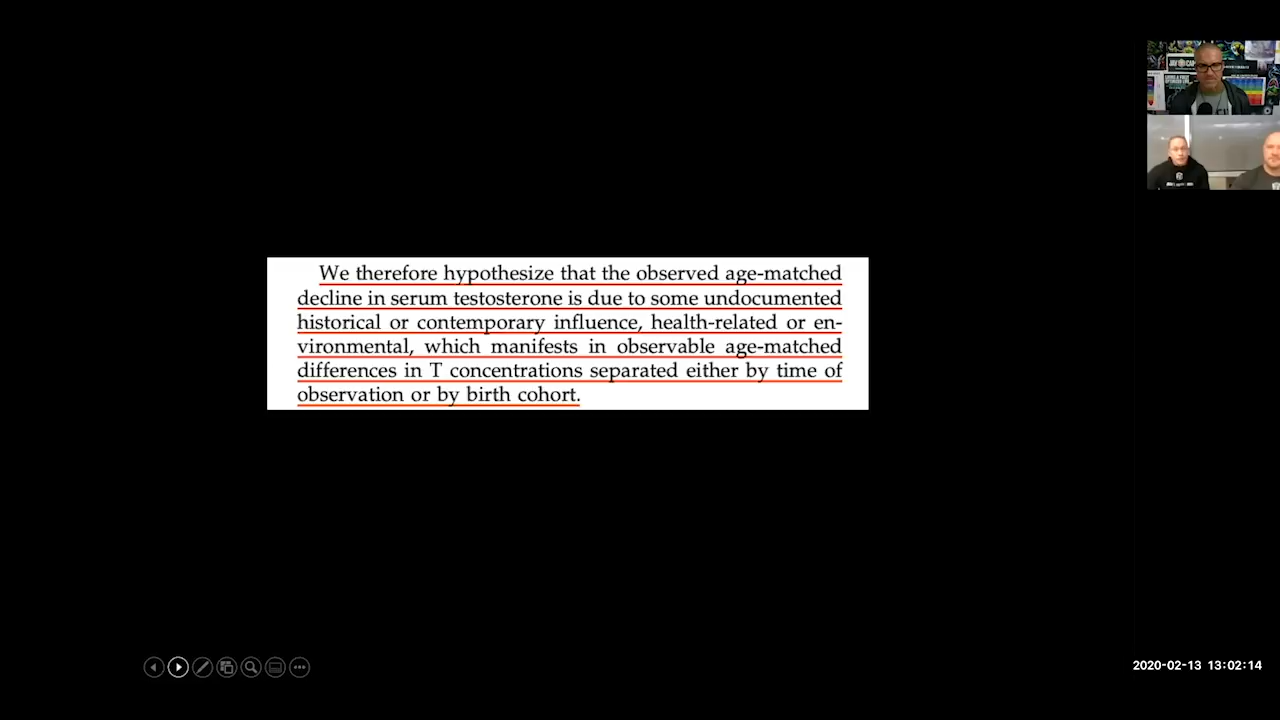 We therefore hypothesize that the observed age-matched
decline in serum testosterone is due to some undocumented
historical or contemporary influence, health-related or en-
vironmental, which manifests in observable age-matched
differences in T concentrations separated either by time of
observation or by birth cohort.
2020-02-13 13:02:14